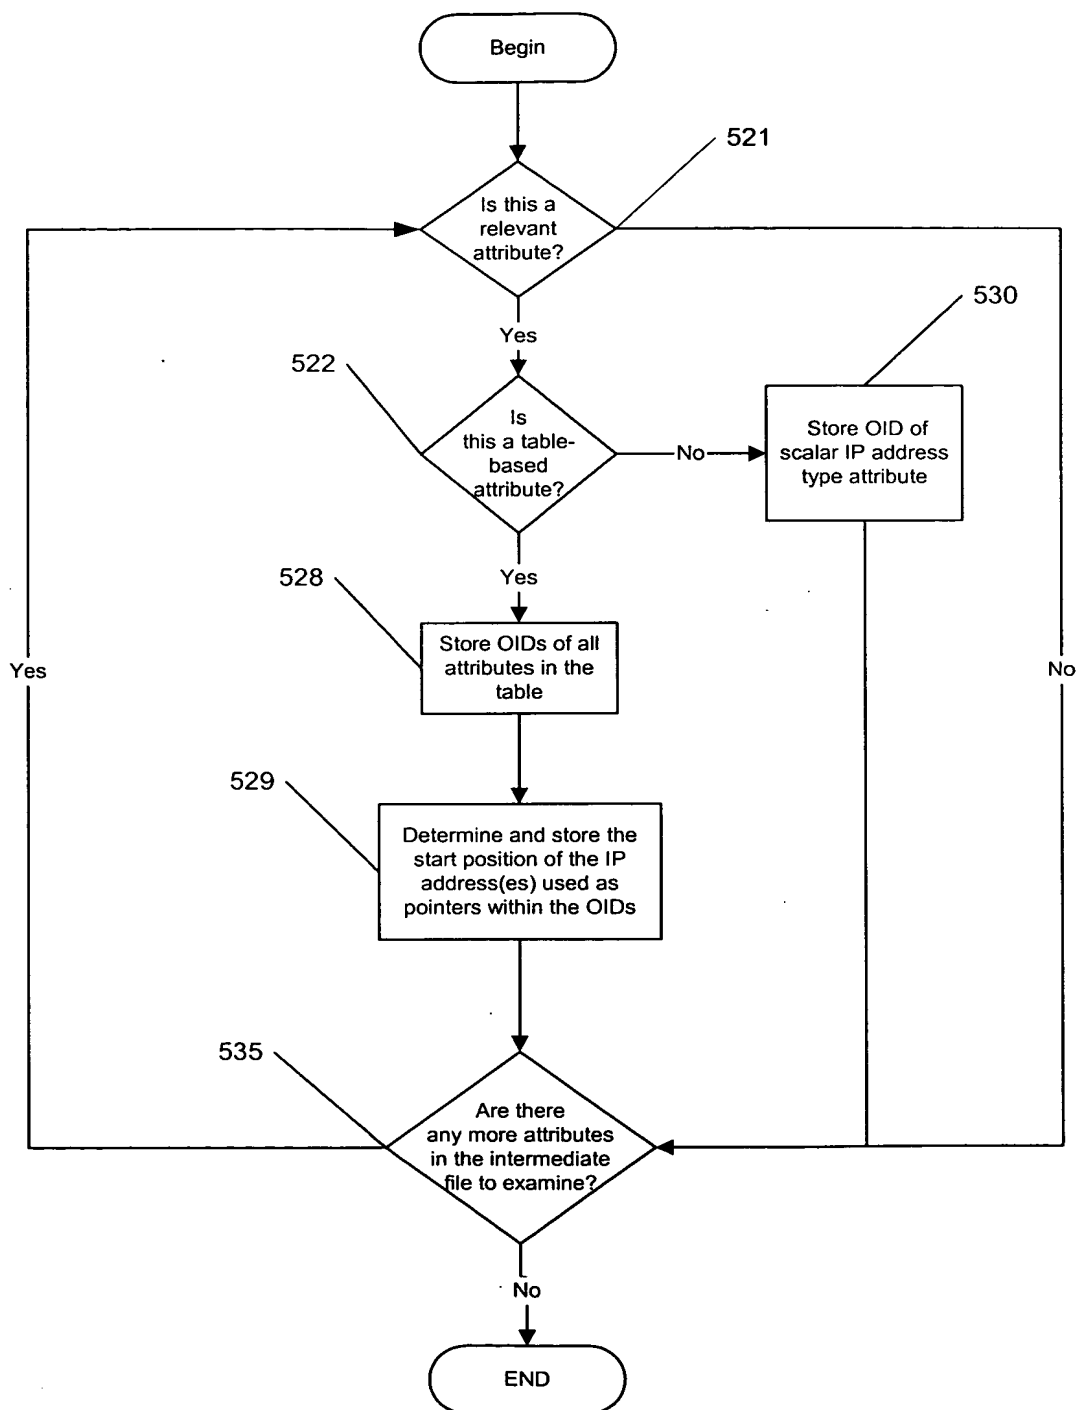 Begin
521
Is this a
relevant
attribute?
530
Yes
522
Is
this a table-
based
attribute?
No
Store OID of
scalar IP address
type attribute
528
Yes
Store OIDs of all
attributes in the
table
Yes
No
529
Determine and store the
start position of the IP
address(es) used as
pointers within the OIDs
535
Are there
any more attributes
in the intermediate
file to examine?
No
END